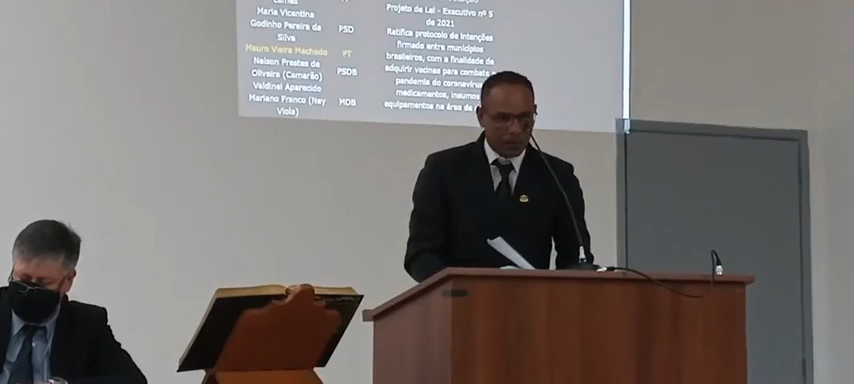 Maria Vicentina
Godinho Pereira da
Silva
PSD
Mauro Vieira Machado
PT
Nelson Prestas de
Oliveira (Camarão)
PSDB
Valdinei Aparecido
Mariano Franco (Ney
Viola)
MDB
Projeto de Lei - Executivo nº 5
de 2021
Ratifica protocolo de intenções
firmado entre municípios
brasileiros, com a finalidade de
adquirir vacinas para combate
pandemia do coronavírus
medicamentos, insumos
equipamentos na área de